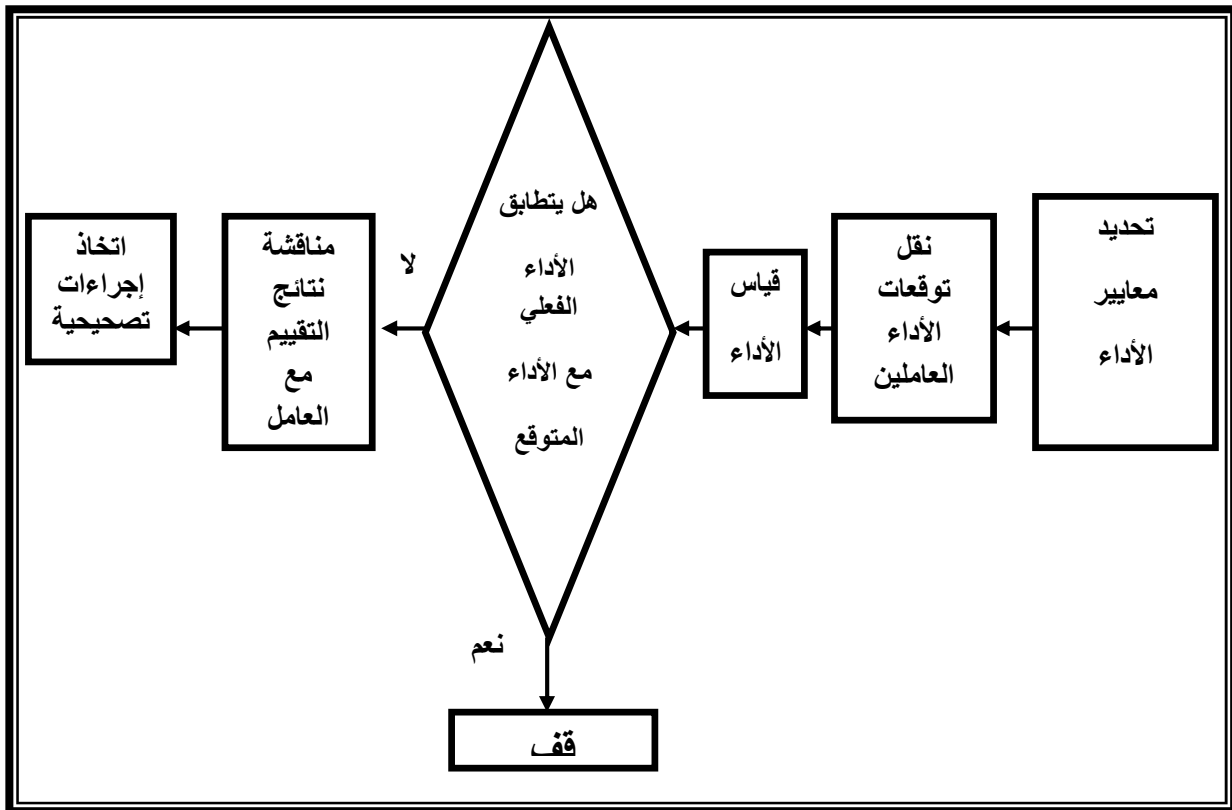 تحديد
معايير
الأداء
نقل
توقعات
الأداء
العاملين
قياس
الأداء
هل يتطابق
الأداء
الفعلي
مع الأداء
المتوقع
لا
مناقشة
نتائج
التقييم
مع
العامل
اتخاذ
إجراءات
تصحيحية
نعم
قف